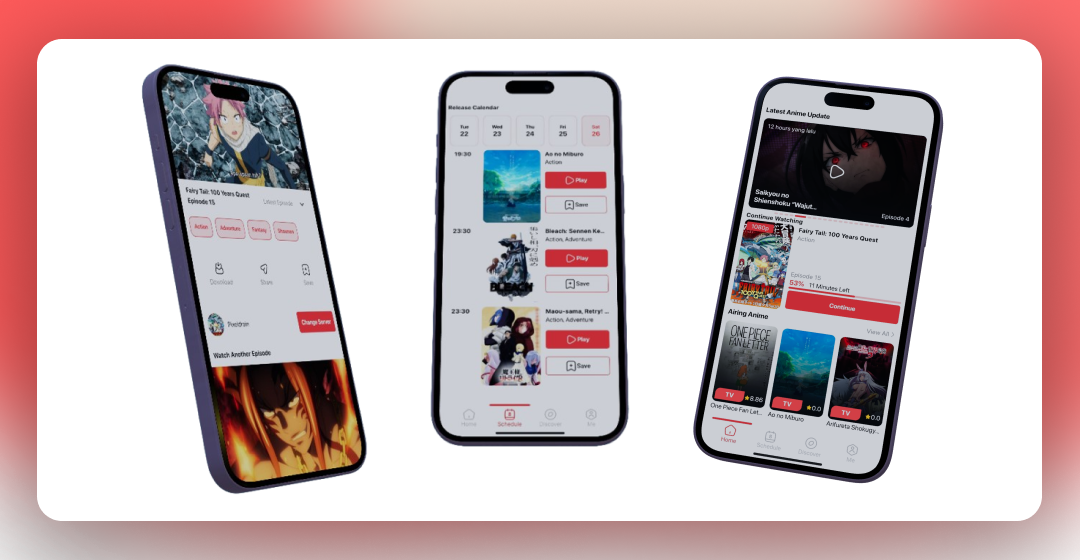 Fairy Tail: 100 Years Quest
Episode 15
Latest Episode
Action
Adventure
Fantasy
Shounen
Download
Share
Save
Change Server
Watch Another Episode
Release Calendar
Tue
22
Wed
23
Thu
24
Fri
25
Sat
26
19:30
Ao no Miburo
Action
Play
Save
23:30
Bleach: Sennen Ke...
Action, Adventure
Play
Save
BLEACH
23:30
Maou-sama, Retry! ...
Action, Adventure
Play
Save
Home
Schedule
Discover
Me
Latest Anime Update
12 hours yang lalu
Saikyou no
Shienshoku "Wajut...
Episode 4
Continue Watching
1080p
Fairy Tail: 100 Years Quest
Action
Episode 15
53% 11 Minutes Left
Continue
Airing Anime
View All
ONE PIECE
FAN LETTER
TV
8.86
One Piece Fan Let...
TV
0.0
Ao no Miburo
TV
0.0
Arifureta Shokugy...
Home
Schedule
Discover
Me